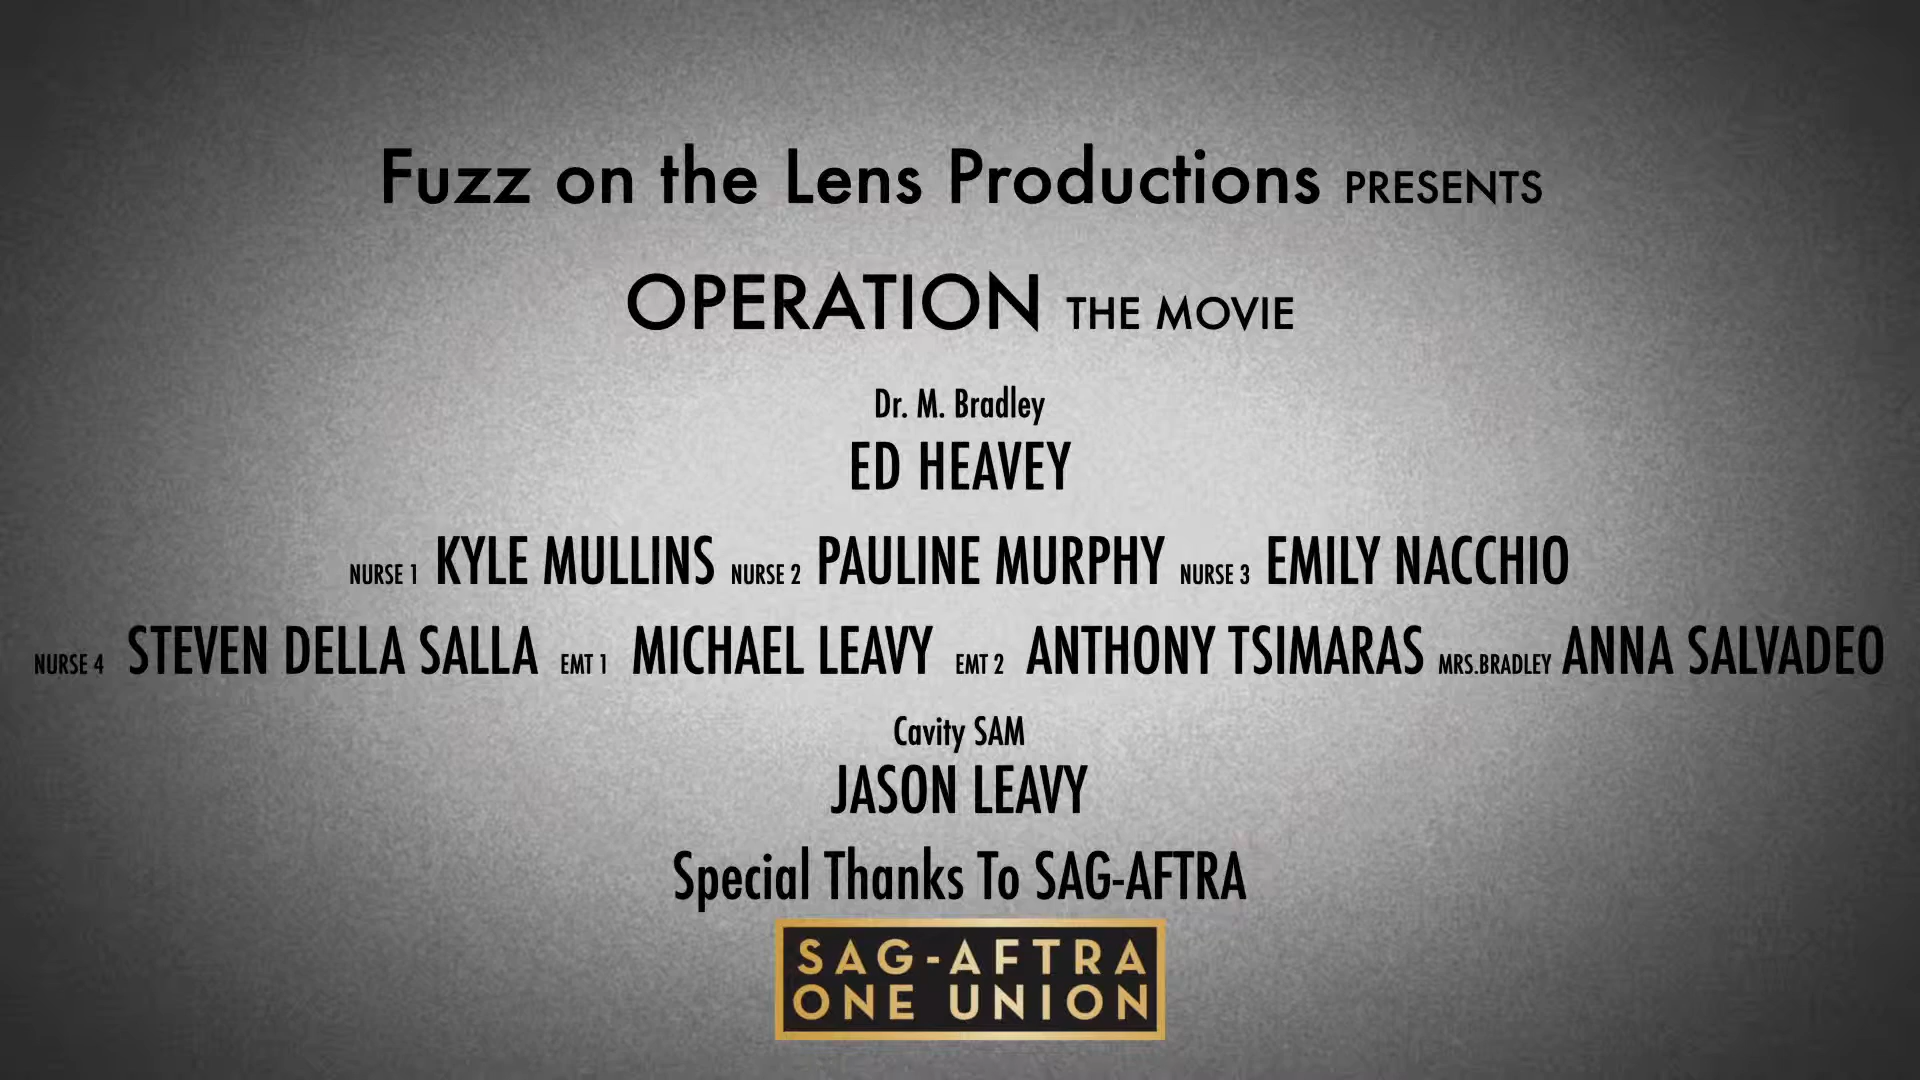 Fuzz on the Lens Productions PRESENTS
OPERATION THE MOVIE
Dr. M. Bradley
ED HEAVEY
NURSE 1 KYLE MULLINS NURSE 2 PAULINE MURPHY NURSE 3 EMILY NACCHIO
NURSE 4 STEVEN DELLA SALLA EMT 1 MICHAEL LEAVY EMT 2 ANTHONY TSIMARAS MRS.BRADLEY ANNA SALVADEO
Cavity SAM
JASON LEAVY
Special Thanks To SAG-AFTRA
SAG-AFTRA
ONE UNION